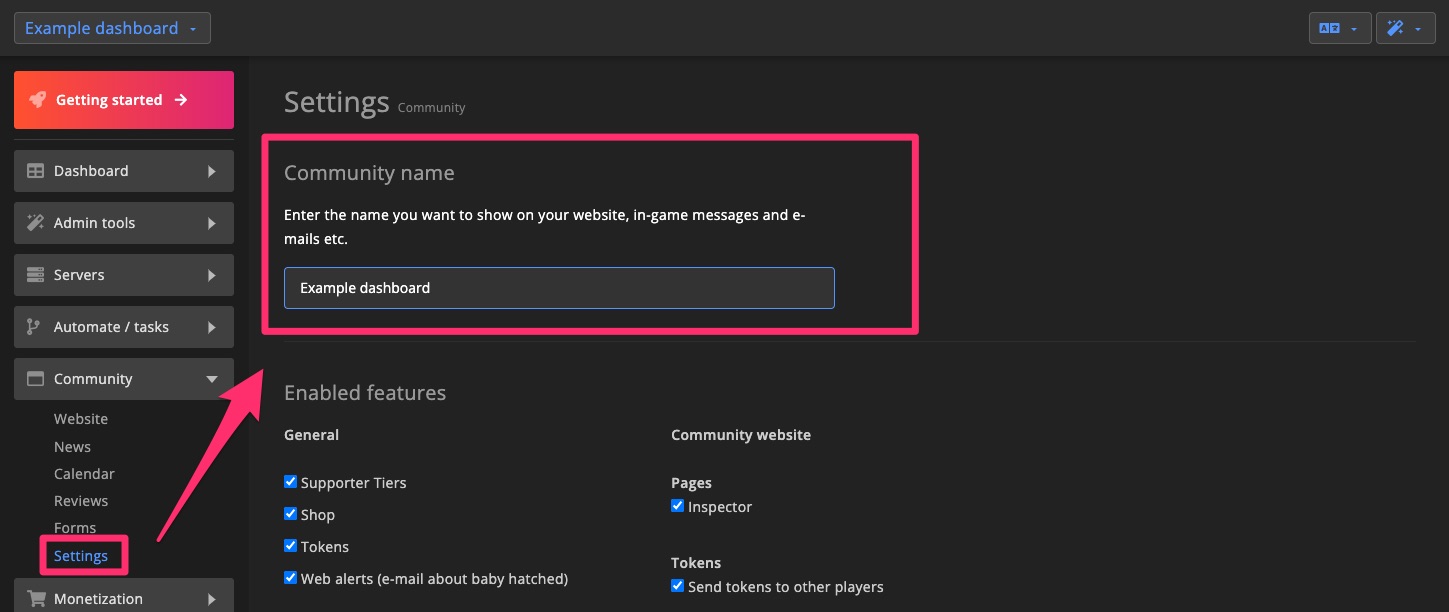 Example dashboard
Getting started
Dashboard
Admin tools
Servers
Automate / tasks
Community
Website
News
Calendar
Reviews
Forms
Settings
Monetization
Settings Community
Community name
Enter the name you want to show on your website, in-game messages and e-
mails etc.
Example dashboard
Enabled features
General
Supporter Tiers
Shop
Tokens
Web alerts (e-mail about baby hatched)
Community website
Pages
Inspector
Tokens
Send tokens to other players